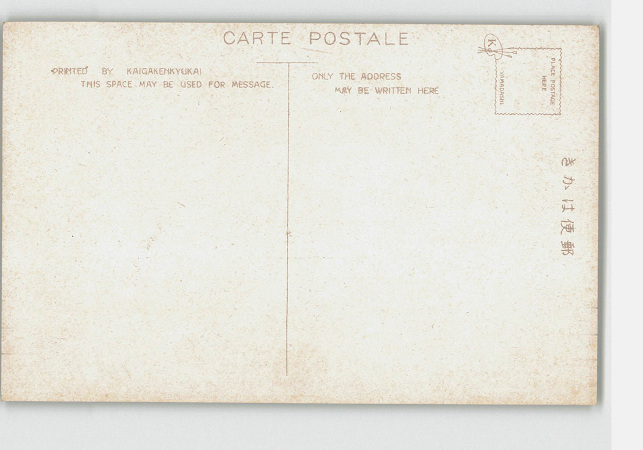 CARTE POSTALE
PRINTED BY KAIGAKENKYUKAI
THIS SPACE MAY BE USED FOR MESSAGE.
ONLY THE ADDRESS
MAY BE WRITTEN HERE
K
PLACE POSTAGE
HERE
YAMADASHI
きかは便郵